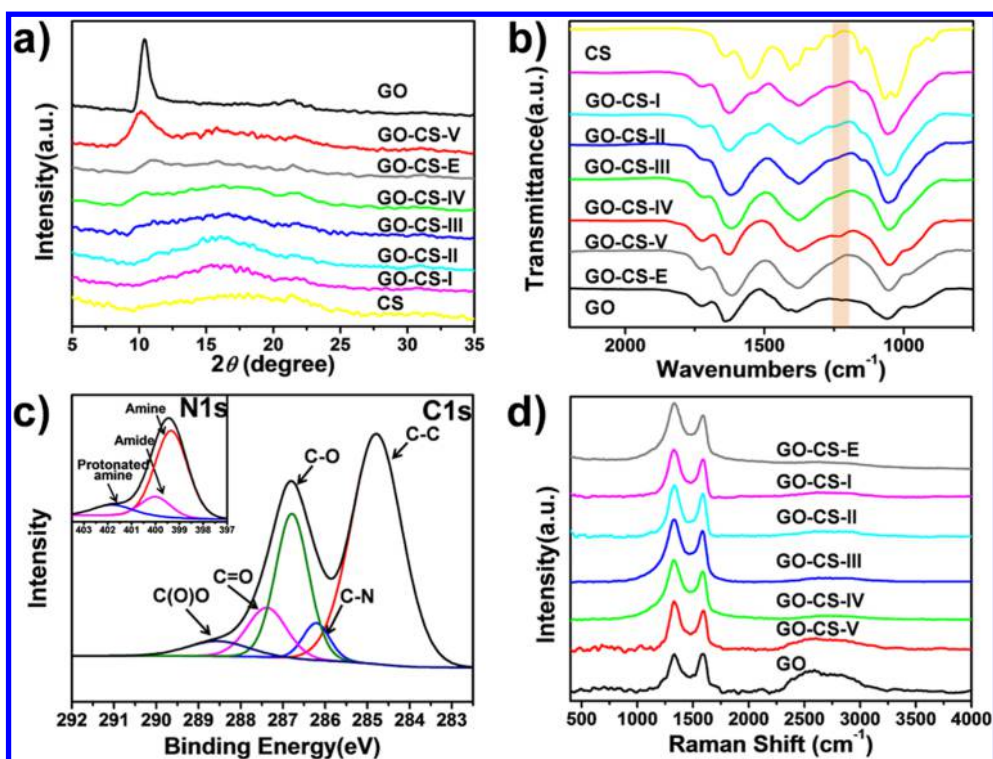 a)
GO
GO-CS-V
GO-CS-E
GO-CS-IV
GO-CS-III
GO-CS-II
GO-CS-I
CS
Intensity(a.u.)
5 10 15 20 25 30 35
2θ (degree)
b)
CS
GO-CS-I
GO-CS-II
GO-CS-III
GO-CS-IV
GO-CS-V
GO-CS-E
GO
Transmittance(a.u.)
2000 1500 1000
Wavenumbers (cm-1)
c)
N1s
Amine
Amide
Protonated
amine
403 402 401 400 399 398 397
C1s
C-C
C-O
C=O
C(O)O
C-N
Intensity
292 291 290 289 288 287 286 285 284 283
Binding Energy(eV)
d)
GO-CS-E
GO-CS-I
GO-CS-II
GO-CS-III
GO-CS-IV
GO-CS-V
GO
Intensity(a.u.)
500 1000 1500 2000 2500 3000 3500 4000
Raman Shift (cm-1)